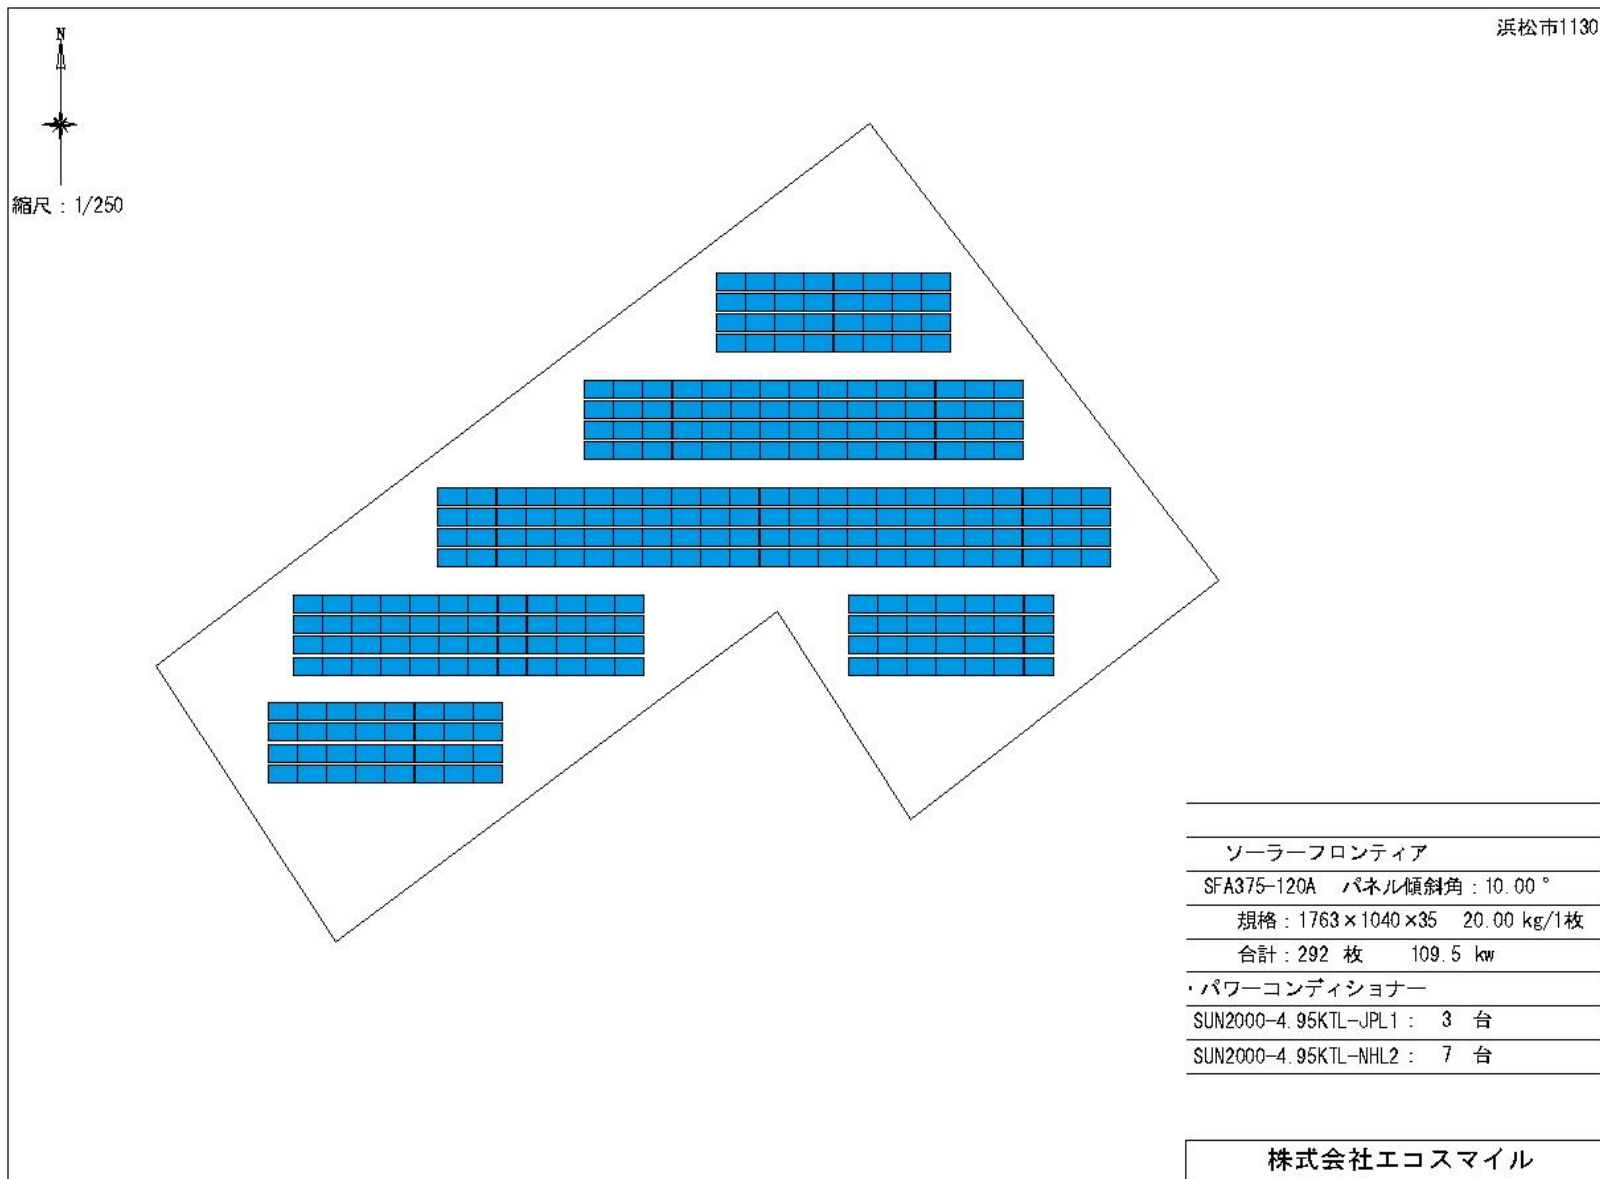 浜松市1130
N
縮尺：1/250
ソーラーフロンティア
SFA375-120A パネル傾斜角：10.00°
規格：1763×1040×35 20.00 kg/1枚
合計：292 枚 109.5 kw
・パワーコンディショナー
SUN2000-4.95KTL-JPL1： 3 台
SUN2000-4.95KTL-NHL2： 7 台
株式会社エコスマイル